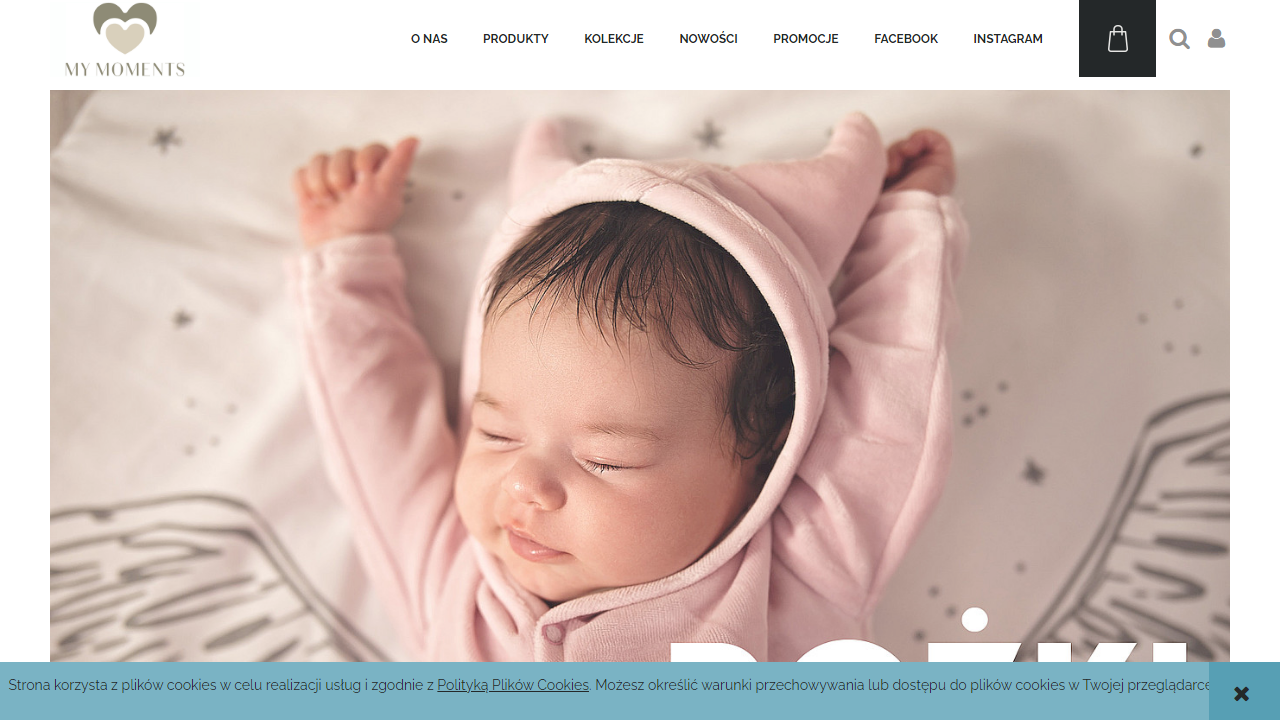 MY MOMENTS
O NAS
PRODUKTY
KOLEKCJE
NOWOŚCI
PROMOCJE
FACEBOOK
INSTAGRAM
ROŻKI
Strona korzysta z plików cookies w celu realizacji usług i zgodnie z Polityką Plików Cookies. Możesz określić warunki przechowywania lub dostępu do plików cookies w Twojej przeglądarce